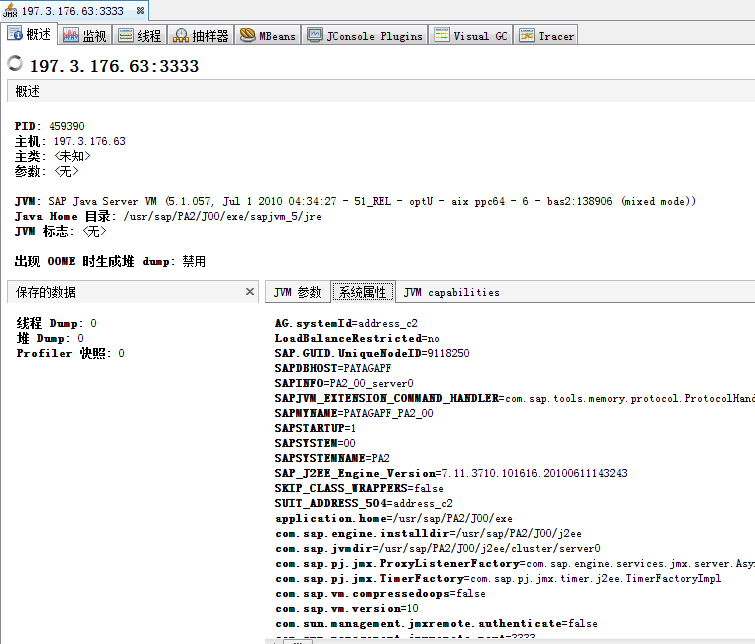 JMX 197.3.176.63:3333
概述 监视 线程 抽样器 MBeans JConsole Plugins Visual GC Tracer
197.3.176.63:3333
概述
PID: 459390
主机: 197.3.176.63
主类: <未知>
参数: <无>
JVM: SAP Java Server VM (5.1.057, Jul 1 2010 04:34:27 - 51_REL - optU - aix ppc64 - 6 - bas2:138906 (mixed mode))
Java Home 目录: /usr/sap/PA2/J00/exe/sapjvm_5/jre
JVM 标志: <无>
出现 OOME 时生成堆 dump: 禁用
保存的数据
线程 Dump: 0
堆 Dump: 0
Profiler 快照: 0
JVM 参数 系统属性 JVM capabilities
AG.systemId=address_c2
LoadBalanceRestricted=no
SAP.GUID.UniqueNodeID=9118250
SAPDBHOST=PAYAGAPF
SAPINFO=PA2_00_server0
SAPJVM_EXTENSION_COMMAND_HANDLER=com.sap.tools.memory.protocol.ProtocolHand
SAPMYNAME=PAYAGAPF_PA2_00
SAPSTARTUP=1
SAPSYSTEM=00
SAPSYSTEMNAME=PA2
SAP_J2EE_Engine_Version=7.11.3710.101616.20100611143243
SKIP_CLASS_WRAPPERS=false
SUIT_ADDRESS_504=address_c2
application.home=/usr/sap/PA2/J00/exe
com.sap.engine.installdir=/usr/sap/PA2/J00/j2ee
com.sap.jvmdir=/usr/sap/PA2/J00/j2ee/cluster/server0
com.sap.pj.jmx.ProxyListenerFactory=com.sap.engine.services.jmx.server.Asy
com.sap.pj.jmx.TimerFactory=com.sap.pj.jmx.timer.j2ee.TimerFactoryImpl
com.sap.vm.compressedoops=false
com.sap.vm.version=10
com.sun.management.jmxremote.authenticate=false
com.sun.management.jmxremote.port=3333